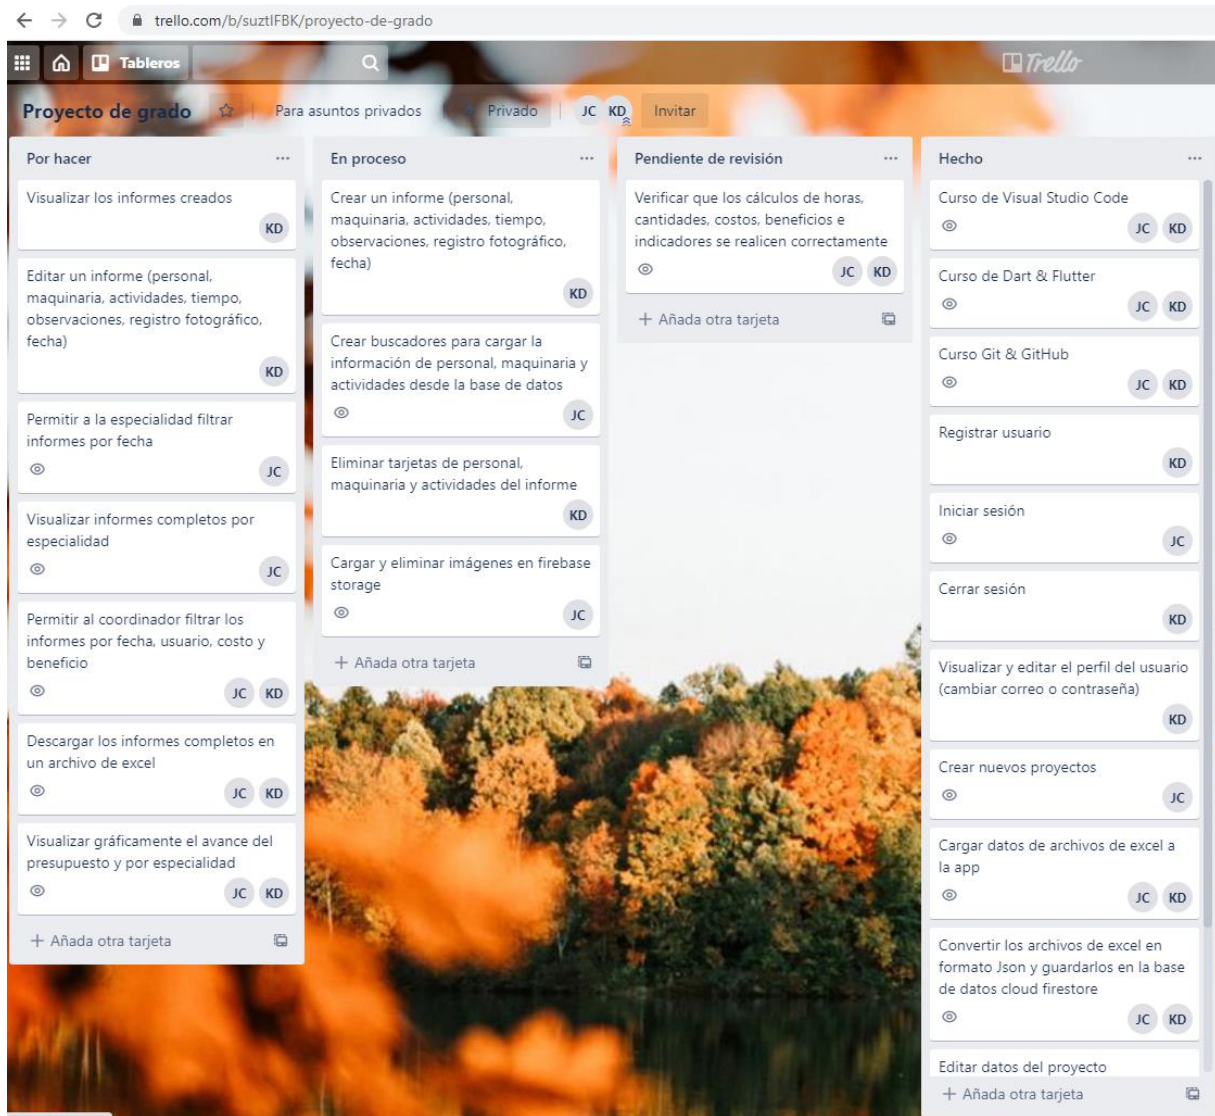 trello.com/b/suztlFBK/proyecto-de-grado
Tableros
Trello
Proyecto de grado
Para asuntos privados
Privado
JC KD
Invitar
Por hacer
Visualizar los informes creados
KD
Editar un informe (personal,
maquinaria, actividades, tiempo,
observaciones, registro fotográfico,
fecha)
KD
Permitir a la especialidad filtrar
informes por fecha
JC
Visualizar informes completos por
especialidad
JC
Permitir al coordinador filtrar los
informes por fecha, usuario, costo y
beneficio
JC KD
Descargar los informes completos en
un archivo de excel
JC KD
Visualizar gráficamente el avance del
presupuesto y por especialidad
JC KD
+ Añada otra tarjeta
En proceso
Crear un informe (personal,
maquinaria, actividades, tiempo,
observaciones, registro fotográfico,
fecha)
KD
Crear buscadores para cargar la
información de personal, maquinaria y
actividades desde la base de datos
JC
Eliminar tarjetas de personal,
maquinaria y actividades del informe
KD
Cargar y eliminar imágenes en firebase
storage
JC
+ Añada otra tarjeta
Pendiente de revisión
Verificar que los cálculos de horas,
cantidades, costos, beneficios e
indicadores se realicen correctamente
JC KD
+ Añada otra tarjeta
Hecho
Curso de Visual Studio Code
JC KD
Curso de Dart & Flutter
JC KD
Curso Git & GitHub
JC KD
Registrar usuario
KD
Iniciar sesión
JC
Cerrar sesión
KD
Visualizar y editar el perfil del usuario
(cambiar correo o contraseña)
KD
Crear nuevos proyectos
JC
Cargar datos de archivos de excel a
la app
JC KD
Convertir los archivos de excel en
formato Json y guardarlos en la base
de datos cloud firestore
JC KD
Editar datos del proyecto
+ Añada otra tarjeta